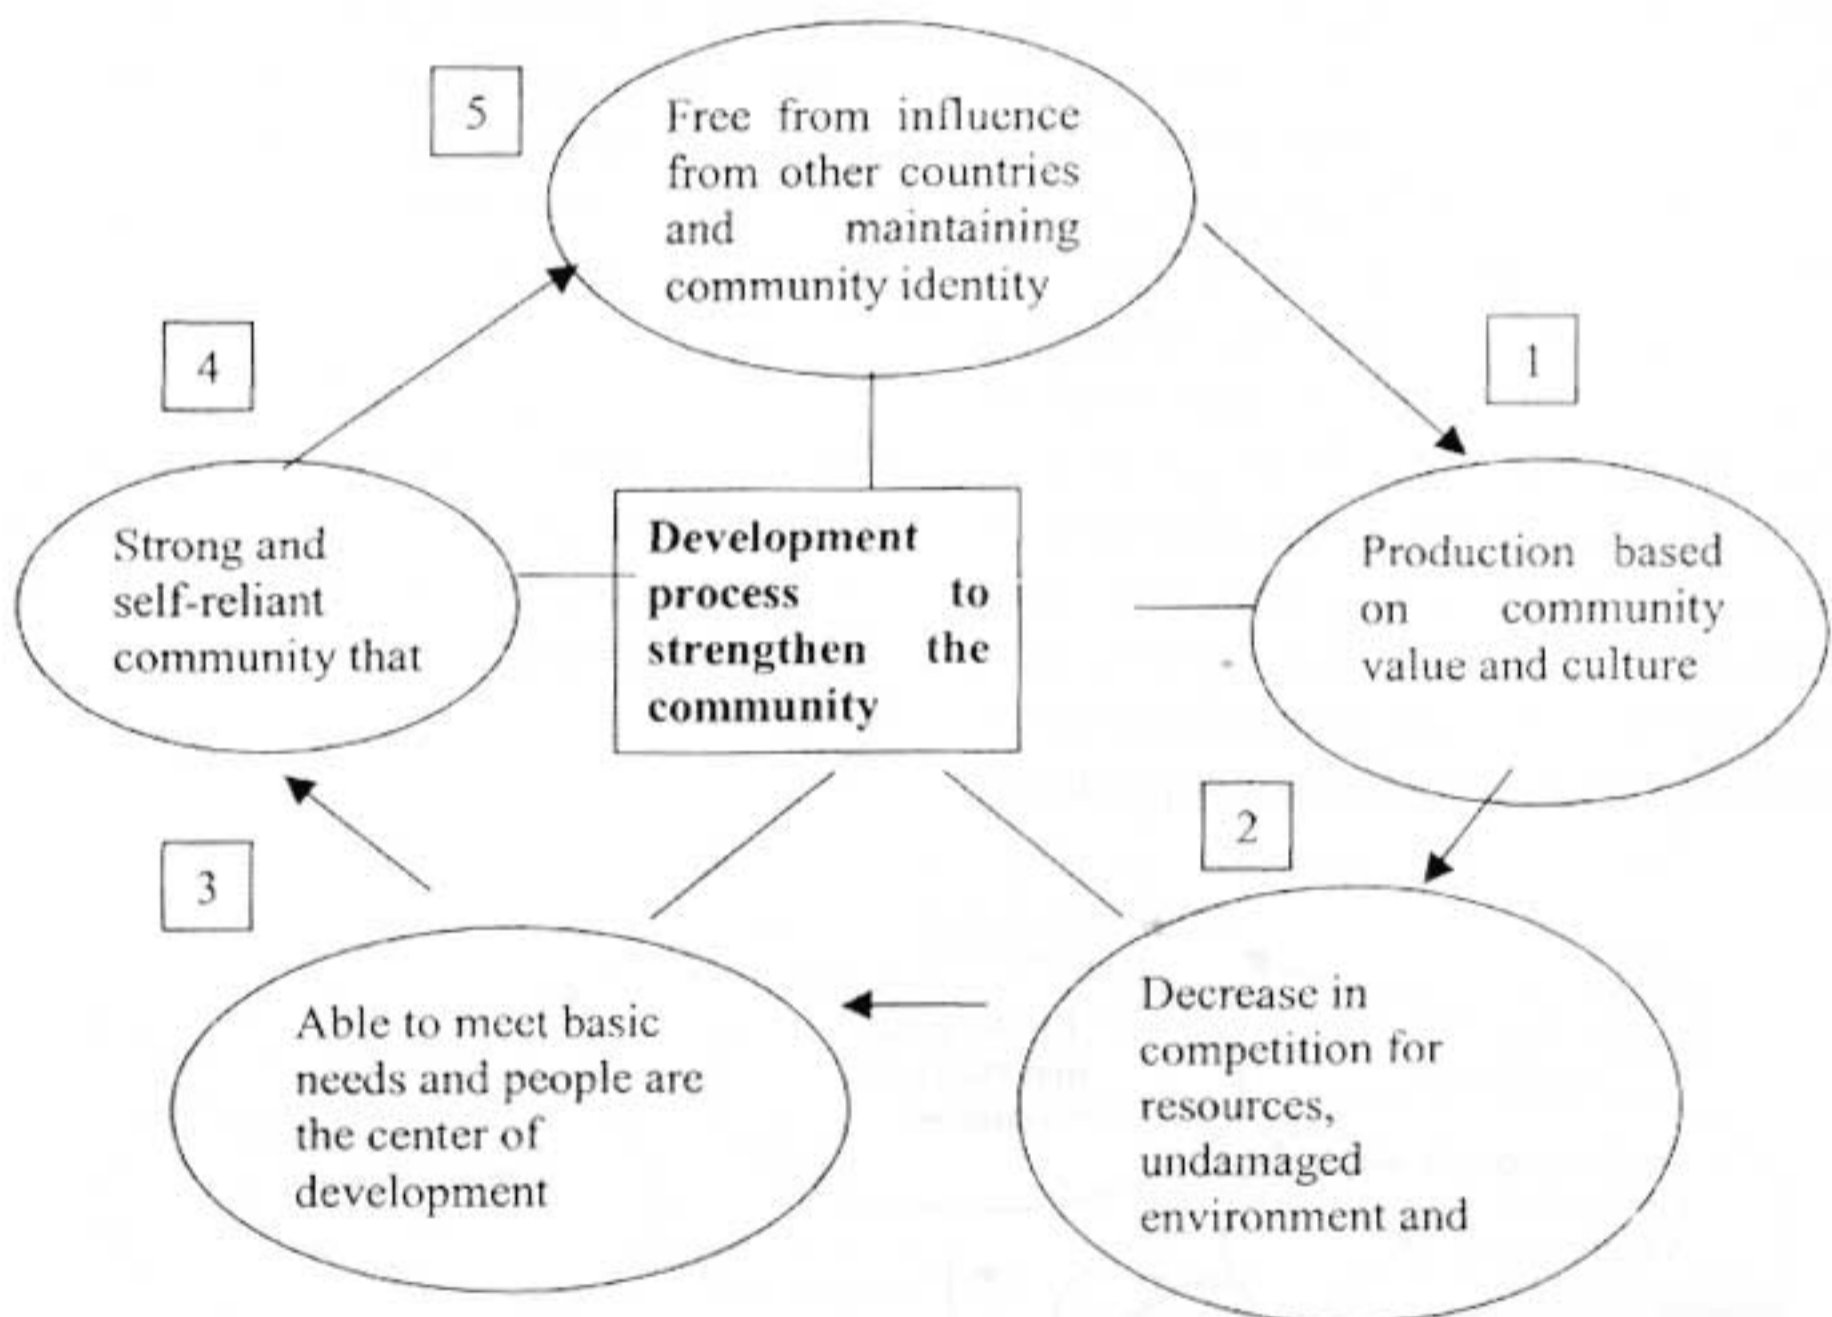 5
Free from influence
from other countries
and maintaining
community identity
4
1
Strong and
self-reliant
community that
Development
process to
strengthen the
community
Production based
on community
value and culture
2
3
Able to meet basic
needs and people are
the center of
development
Decrease in
competition for
resources,
undamaged
environment and